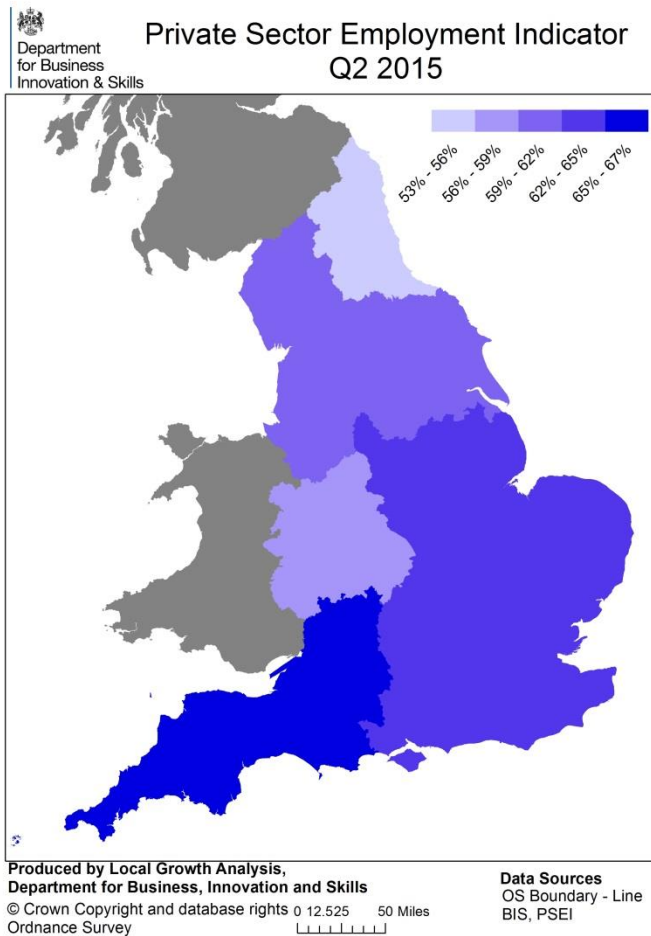 Department
for Business
Innovation & Skills
Private Sector Employment Indicator
Q2 2015
53% - 56%
56% - 59%
59% - 62%
62% - 65%
65% - 67%
Produced by Local Growth Analysis,
Department for Business, Innovation and Skills
© Crown Copyright and database rights
Ordnance Survey
0 12.525 50 Miles
Data Sources
OS Boundary - Line
BIS, PSEI